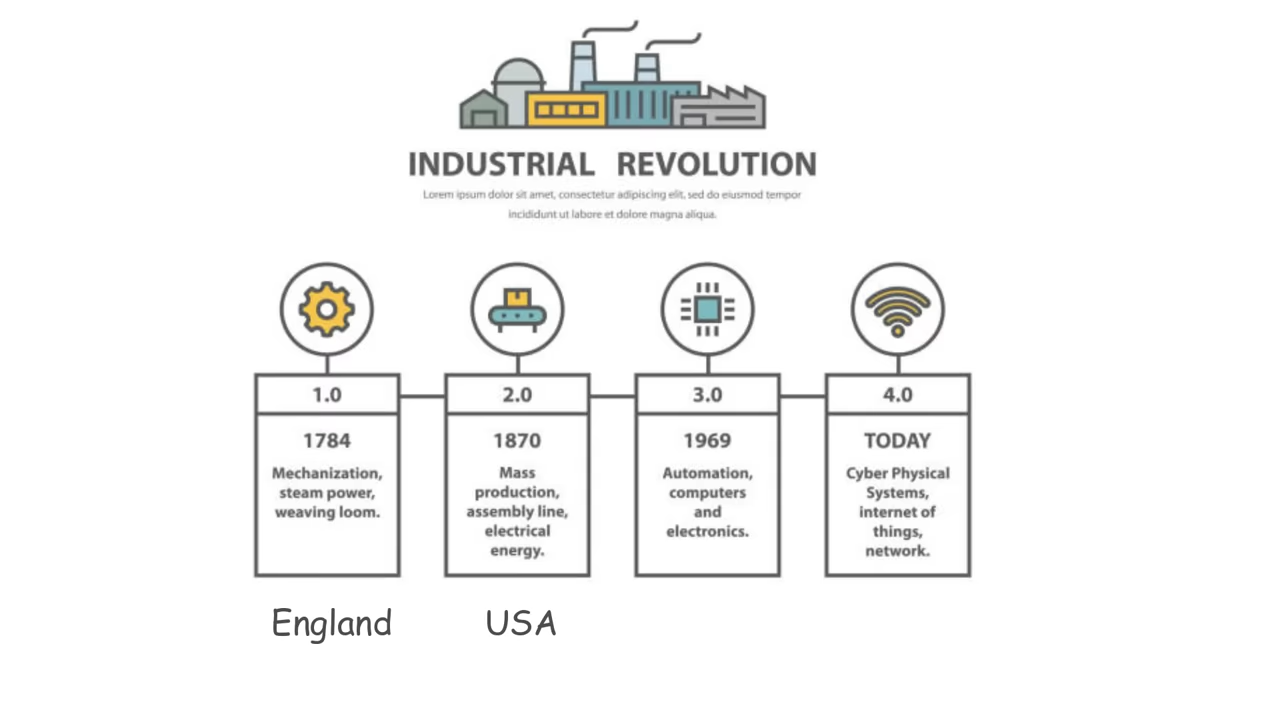 INDUSTRIAL REVOLUTION
Lorem ipsum dolor sit amet, consectetur adipiscing elit, sed do eiusmod tempor
incididunt ut labore et dolore magna aliqua.
1.0
1784
Mechanization,
steam power,
weaving loom.
England
2.0
1870
Mass
production,
assembly line,
electrical
energy.
USA
3.0
1969
Automation,
computers
and
electronics.
4.0
TODAY
Cyber Physical
Systems,
internet of
things,
network.